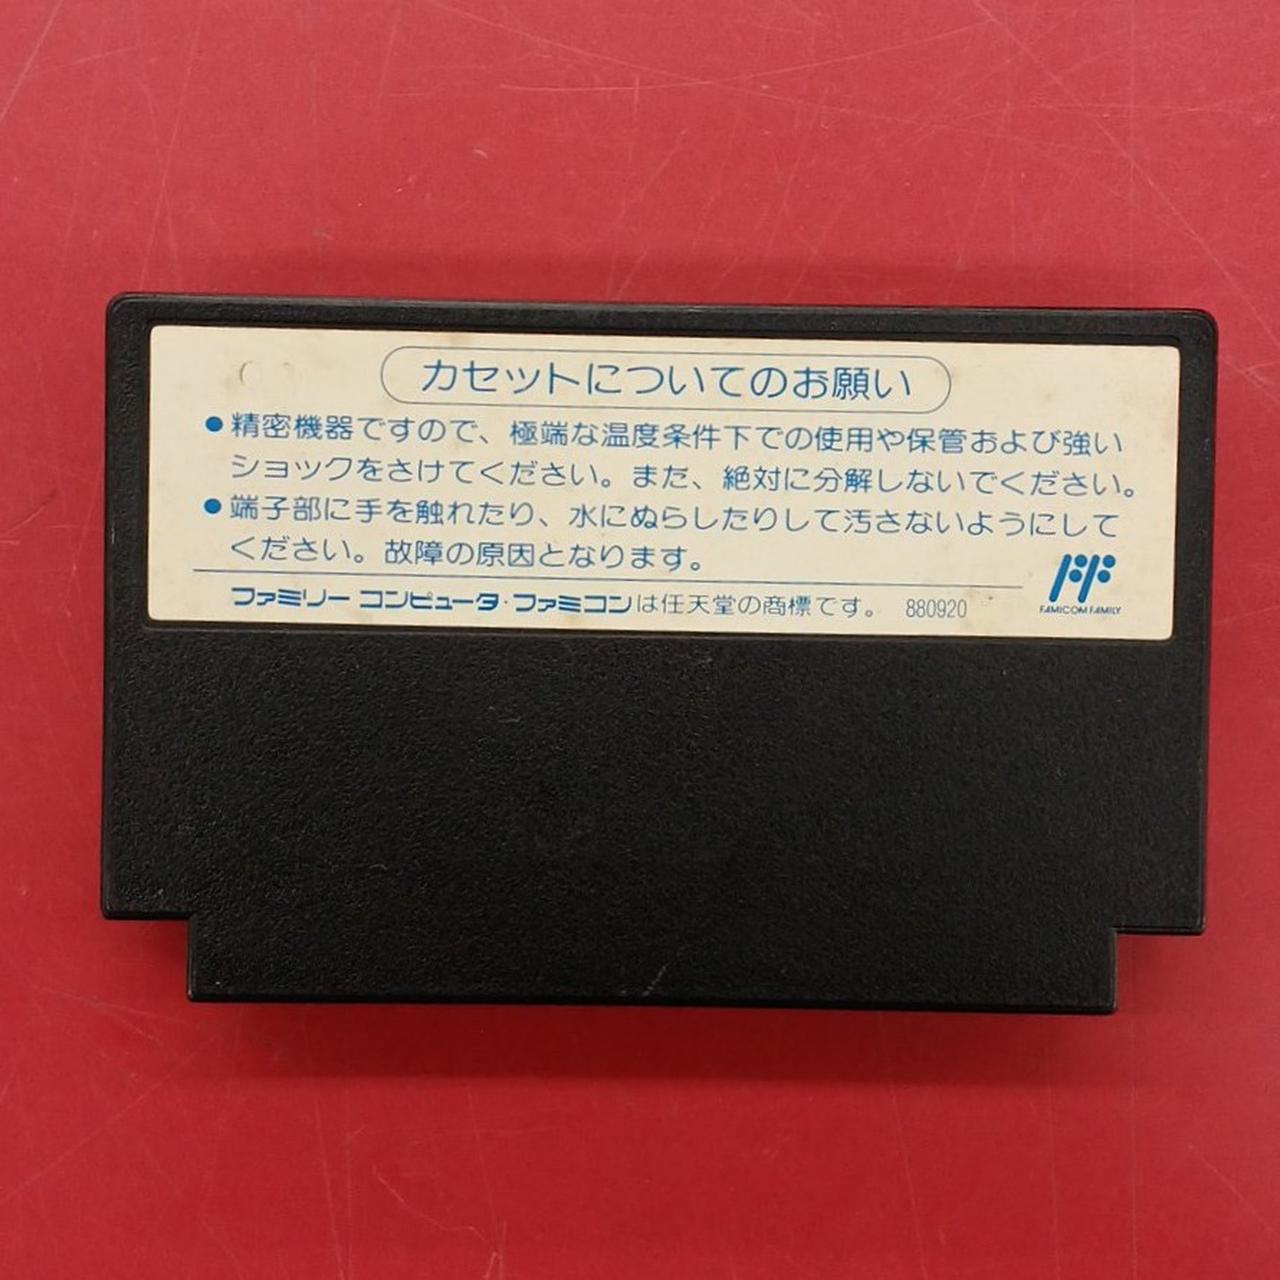 カセットについてのお願い
●精密機器ですので、極端な温度条件下での使用や保管および強い
ショックをさけてください。また、絶対に分解しないでください。
●端子部に手を触れたり、水にぬらしたりして汚さないようにして
ください。故障の原因となります。
ファミリーコンピュータ・ファミコンは任天堂の商標です。 880920
FAMICOM FAMILY